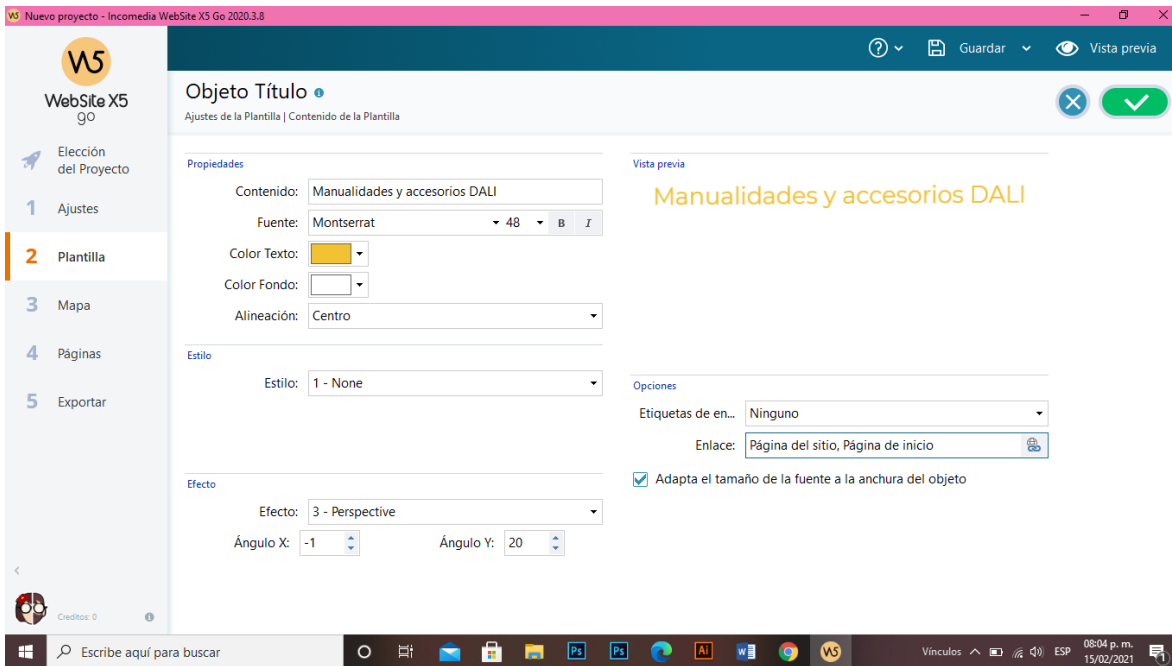 Nuevo proyecto - Incomedia WebSite X5 Go 2020.3.8
WebSite X5
go
Guardar
Vista previa
Objeto Título
Ajustes de la Plantilla | Contenido de la Plantilla
Elección
del Proyecto
1 Ajustes
2 Plantilla
3 Mapa
4 Páginas
5 Exportar
Creditos: 0
Propiedades
Contenido: Manualidades y accesorios DALI
Fuente: Montserrat 48 B I
Color Texto:
Color Fondo:
Alineación: Centro
Estilo
Estilo: 1 - None
Efecto
Efecto: 3 - Perspective
Ángulo X: -1 Ángulo Y: 20
Vista previa
Manualidades y accesorios DALI
Opciones
Etiquetas de en... Ninguno
Enlace: Página del sitio, Página de inicio
Adapta el tamaño de la fuente a la anchura del objeto
Escribe aquí para buscar
Ps
Ps
Ai
Vínculos
ESP
08:04 p. m.
15/02/2021